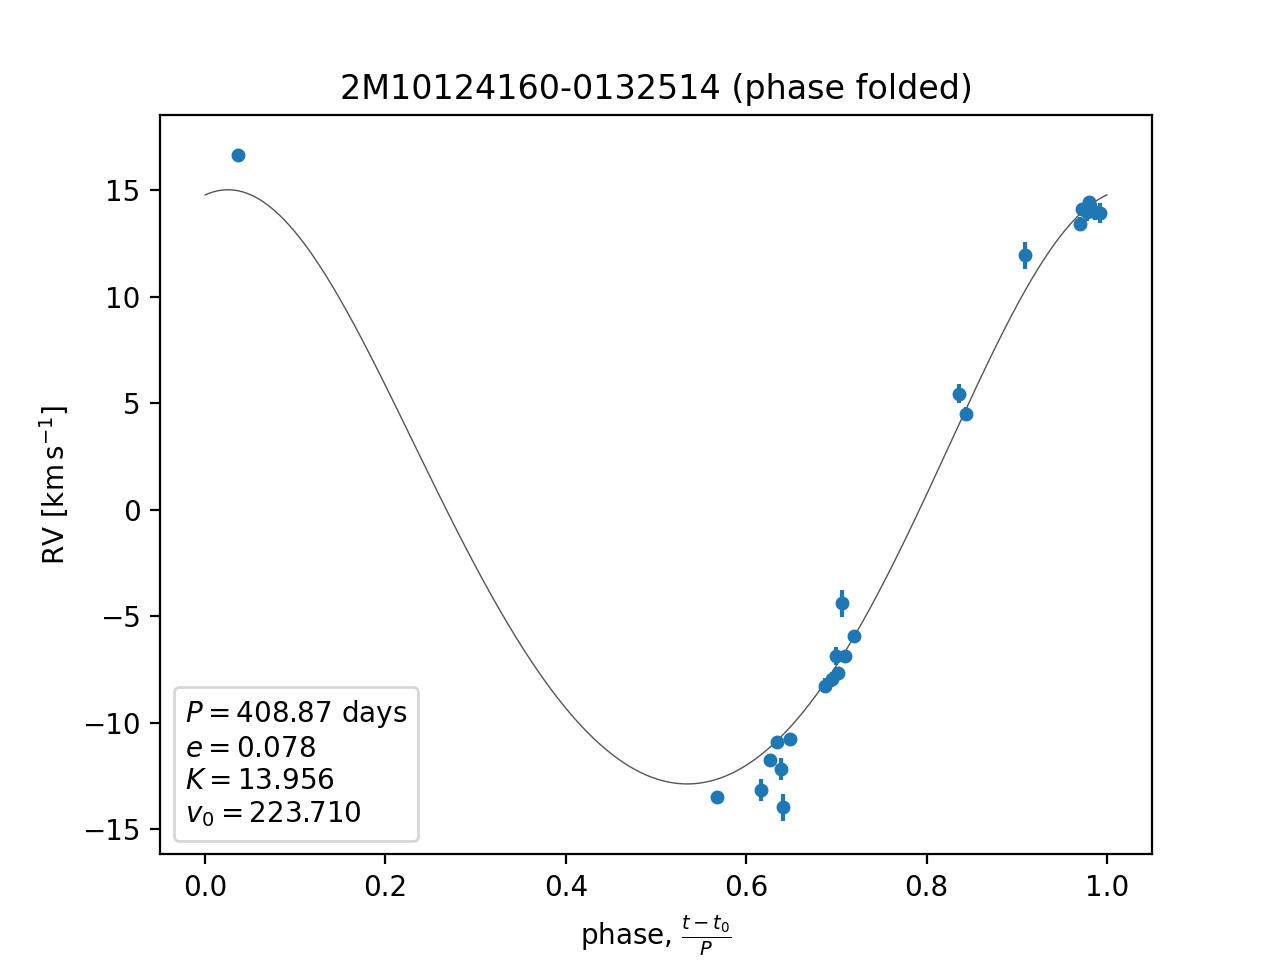 2M10124160-0132514 (phase folded)
RV [km s⁻¹]
15
10
5
0
−5
−10
−15
P = 408.87 days
e = 0.078
K = 13.956
v₀ = 223.710
0.0 0.2 0.4 0.6 0.8 1.0
phase, (t − t₀)/P